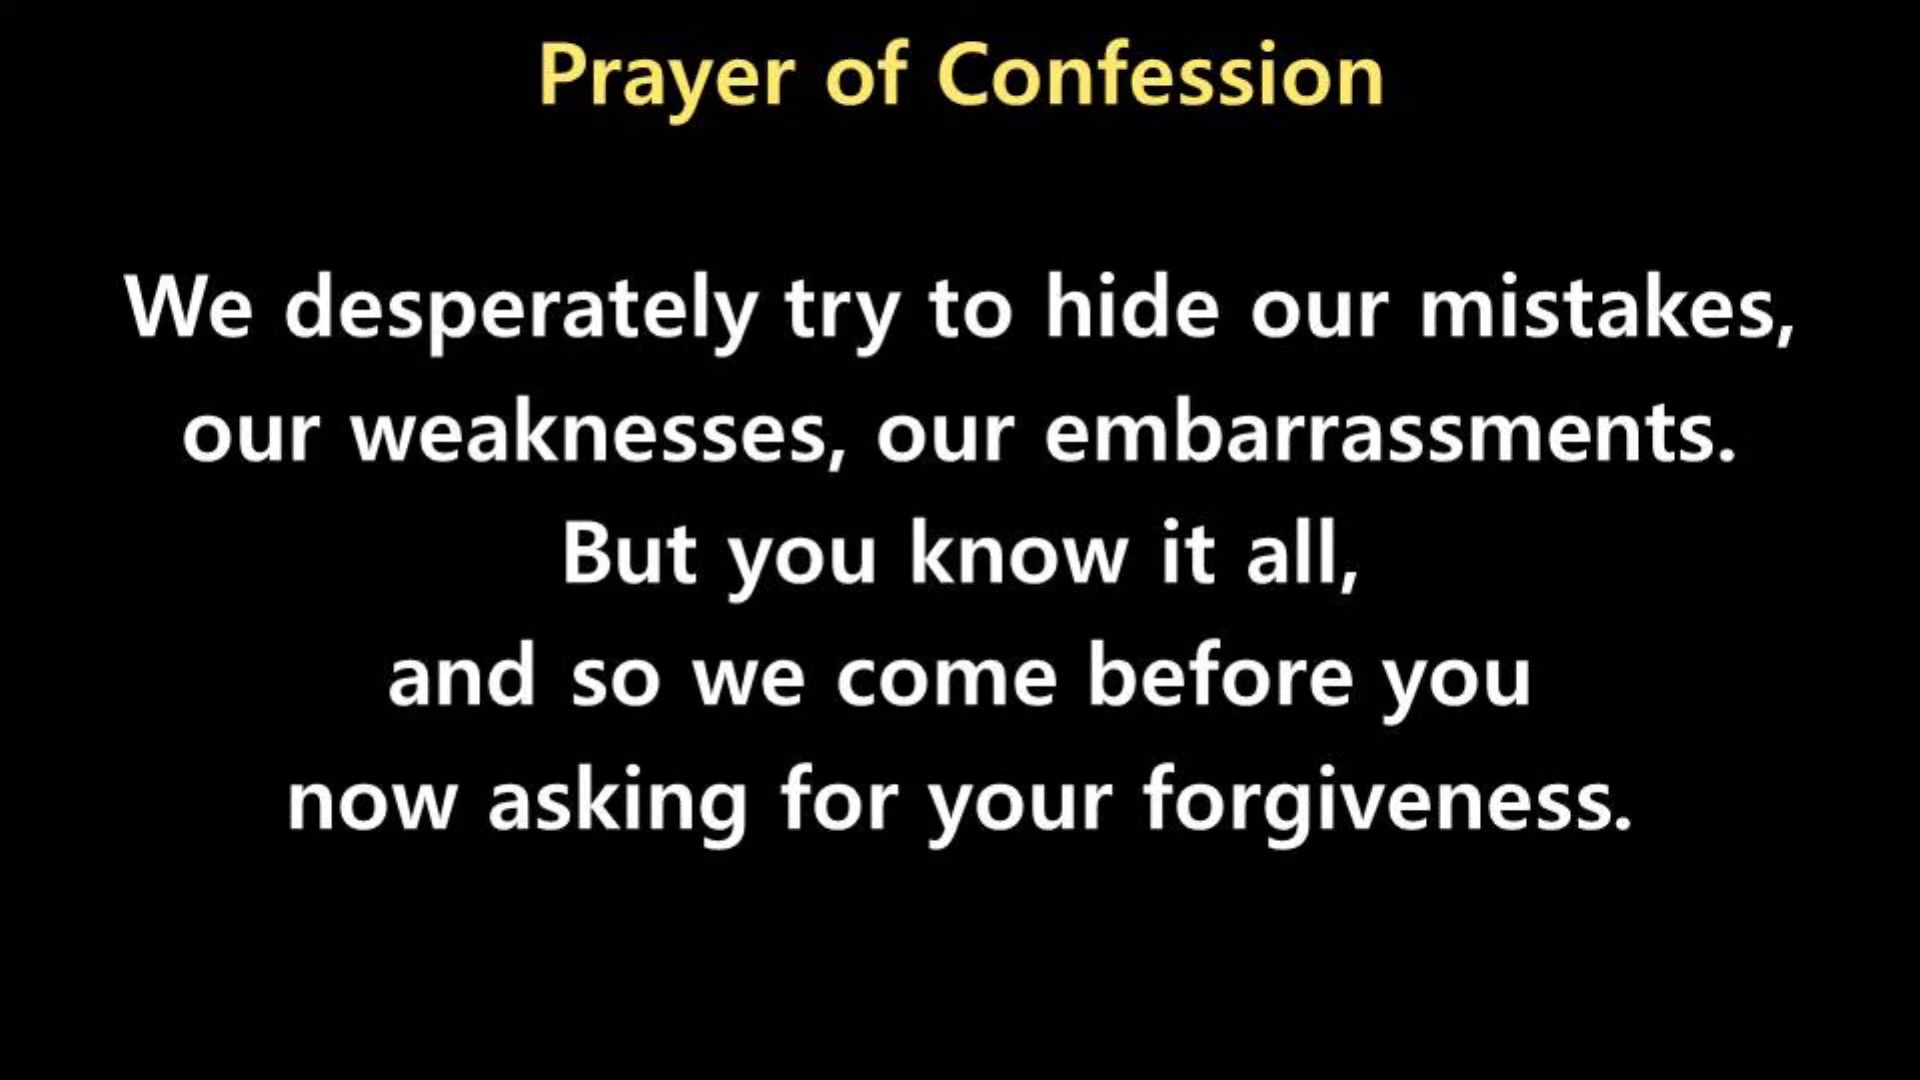 Prayer of Confession
We desperately try to hide our mistakes,
our weaknesses, our embarrassments.
But you know it all,
and so we come before you
now asking for your forgiveness.